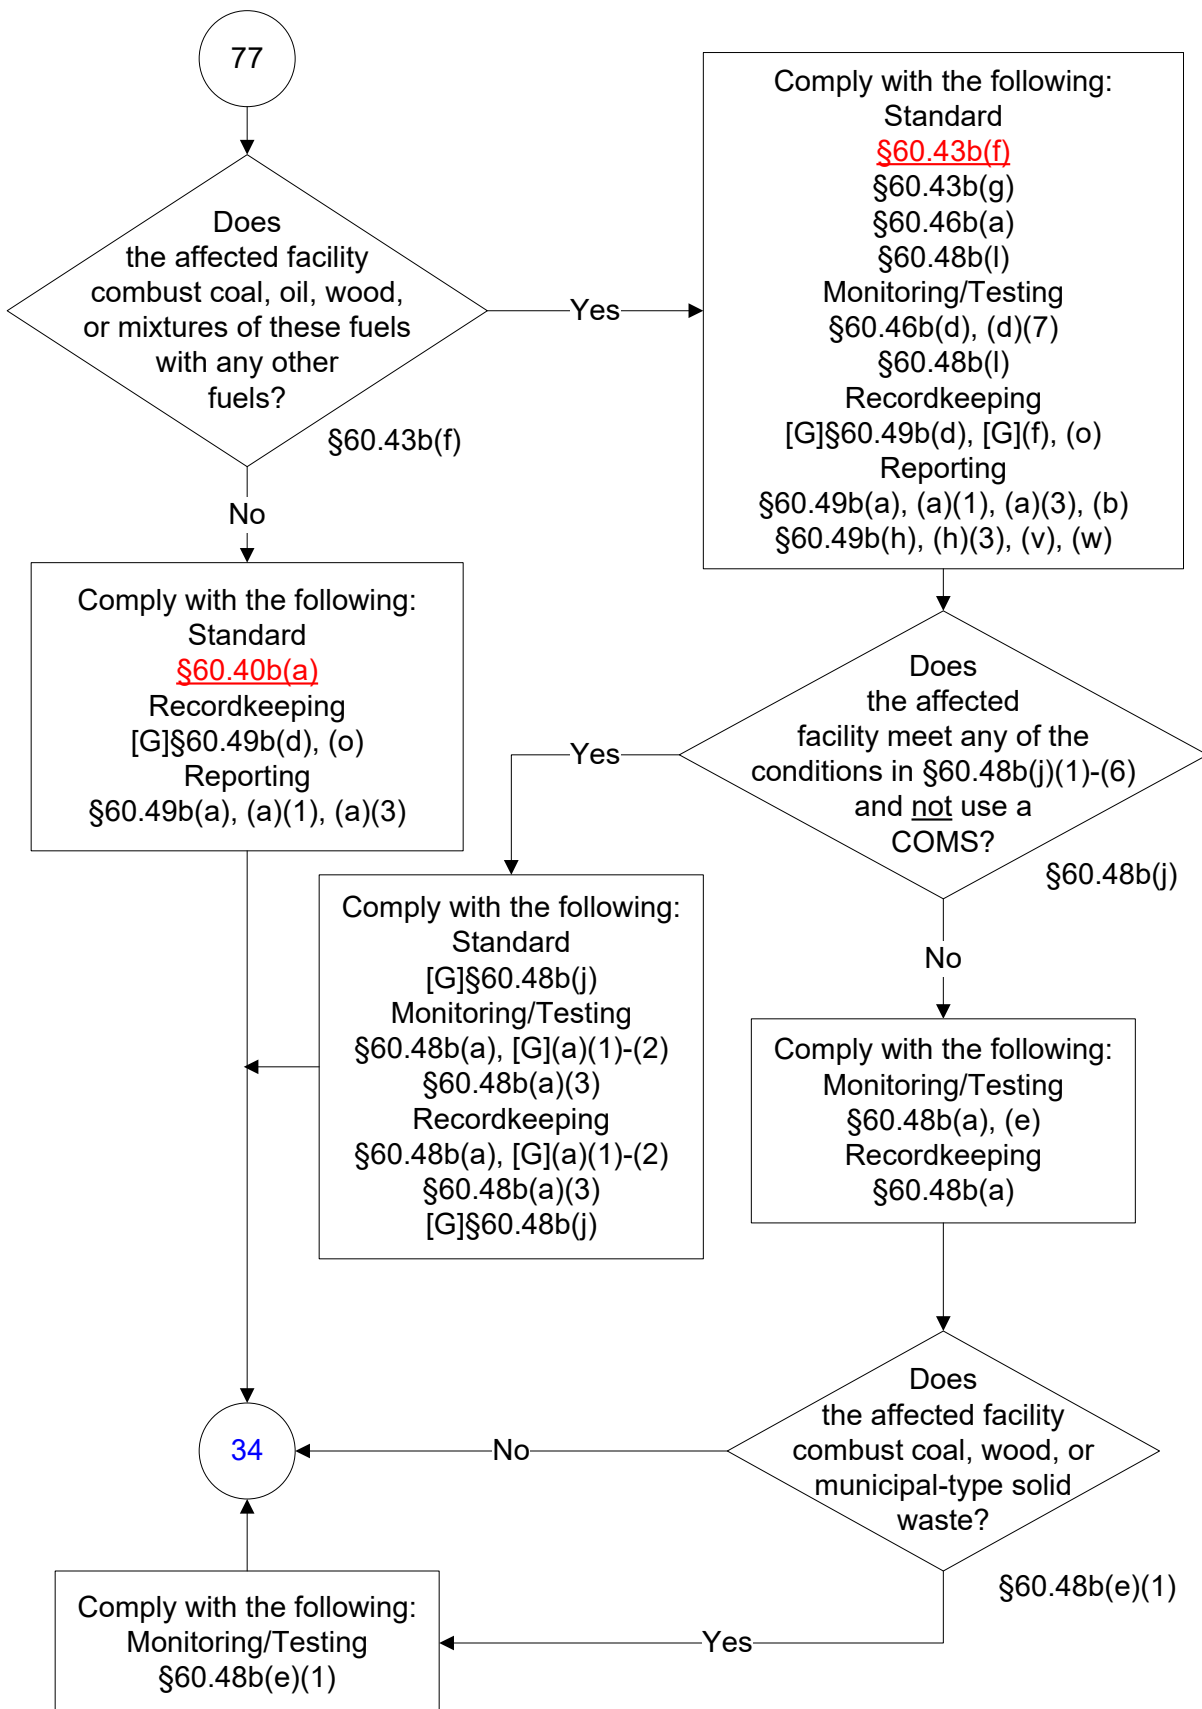 77
Does
the affected facility
combust coal, oil, wood,
or mixtures of these fuels
with any other
fuels?
§60.43b(f)
Yes
No
Comply with the following:
Standard
§60.43b(f)
§60.43b(g)
§60.46b(a)
§60.48b(l)
Monitoring/Testing
§60.46b(d), (d)(7)
§60.48b(l)
Recordkeeping
[G]§60.49b(d), [G](f), (o)
Reporting
§60.49b(a), (a)(1), (a)(3), (b)
§60.49b(h), (h)(3), (v), (w)
Comply with the following:
Standard
§60.40b(a)
Recordkeeping
[G]§60.49b(d), (o)
Reporting
§60.49b(a), (a)(1), (a)(3)
Does
the affected
facility meet any of the
conditions in §60.48b(j)(1)-(6)
and not use a
COMS?
§60.48b(j)
Yes
No
Comply with the following:
Standard
[G]§60.48b(j)
Monitoring/Testing
§60.48b(a), [G](a)(1)-(2)
§60.48b(a)(3)
Recordkeeping
§60.48b(a), [G](a)(1)-(2)
§60.48b(a)(3)
[G]§60.48b(j)
Comply with the following:
Monitoring/Testing
§60.48b(a), (e)
Recordkeeping
§60.48b(a)
Does
the affected facility
combust coal, wood, or
municipal-type solid
waste?
§60.48b(e)(1)
No
34
Yes
Comply with the following:
Monitoring/Testing
§60.48b(e)(1)